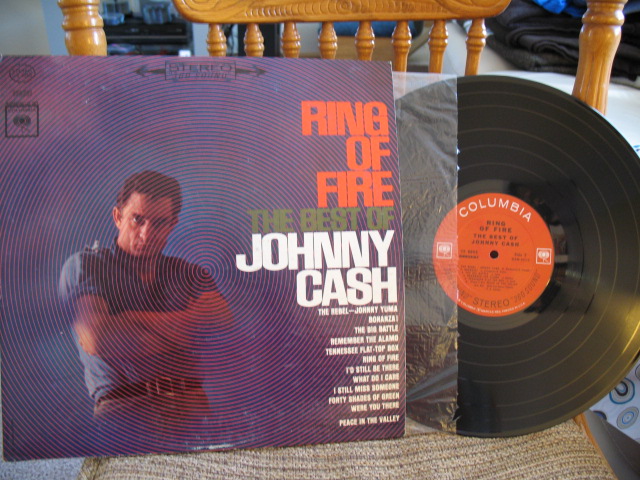 STEREO
RING
OF
FIRE
THE BEST OF
JOHNNY
CASH
THE REBEL—JOHNNY YUMA
BONANZA!
THE BIG BATTLE
REMEMBER THE ALAMO
TENNESSEE FLAT-TOP BOX
RING OF FIRE
I'D STILL BE THERE
WHAT DO I CARE
I STILL MISS SOMEONE
FORTY SHADES OF GREEN
WERE YOU THERE
PEACE IN THE VALLEY
COLUMBIA
RING
OF FIRE
THE BEST OF
JOHNNY CASH
STEREO